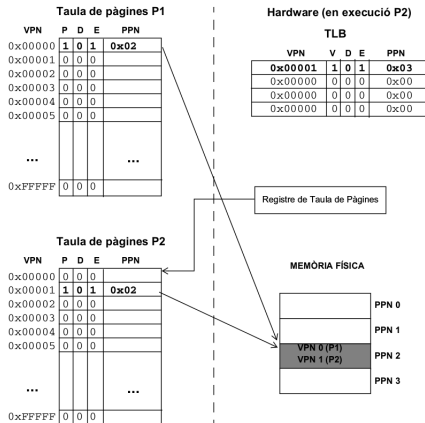 Taula de pàgines P1
VPN P D E PPN
0x00000 1 0 1 0x02
0x00001 0 0 0
0x00002 0 0 0
0x00003 0 0 0
0x00004 0 0 0
0x00005 0 0 0
... ...
0xFFFFF 0 0 0
Hardware (en execució P2)
TLB
VPN V D E PPN
0x00001 1 0 1 0x03
0x00000 0 0 0 0x00
0x00000 0 0 0 0x00
0x00000 0 0 0 0x00
Registre de Taula de Pàgines
Taula de pàgines P2
VPN P D E PPN
0x00000 0 0 0
0x00001 1 0 1 0x02
0x00002 0 0 0
0x00003 0 0 0
0x00004 0 0 0
0x00005 0 0 0
... ...
0xFFFFF 0 0 0
MEMÒRIA FÍSICA
PPN 0
PPN 1
VPN 0 (P1)
VPN 1 (P2)
PPN 2
PPN 3